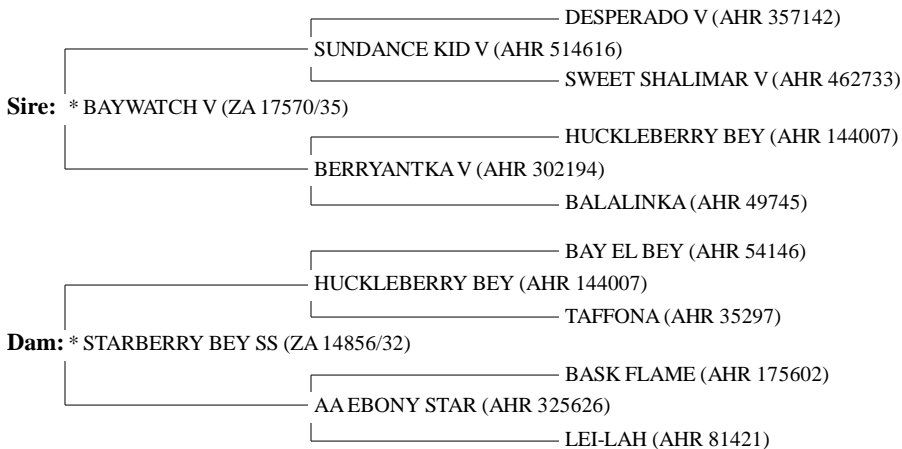 DESPERADO V (AHR 357142)
SUNDANCE KID V (AHR 514616)
SWEET SHALIMAR V (AHR 462733)
Sire: * BAYWATCH V (ZA 17570/35)
HUCKLEBERRY BEY (AHR 144007)
BERRYANTKA V (AHR 302194)
BALALINKA (AHR 49745)
BAY EL BEY (AHR 54146)
HUCKLEBERRY BEY (AHR 144007)
TAFFONA (AHR 35297)
Dam: * STARBERRY BEY SS (ZA 14856/32)
BASK FLAME (AHR 175602)
AA EBONY STAR (AHR 325626)
LEI-LAH (AHR 81421)